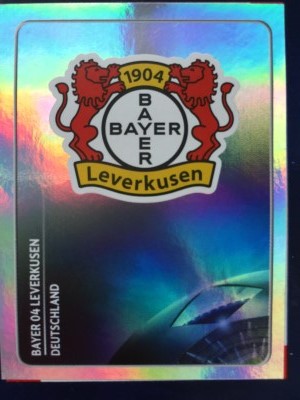 1904
BAYER
BAYER
Leverkusen
BAYER 04 LEVERKUSEN
DEUTSCHLAND